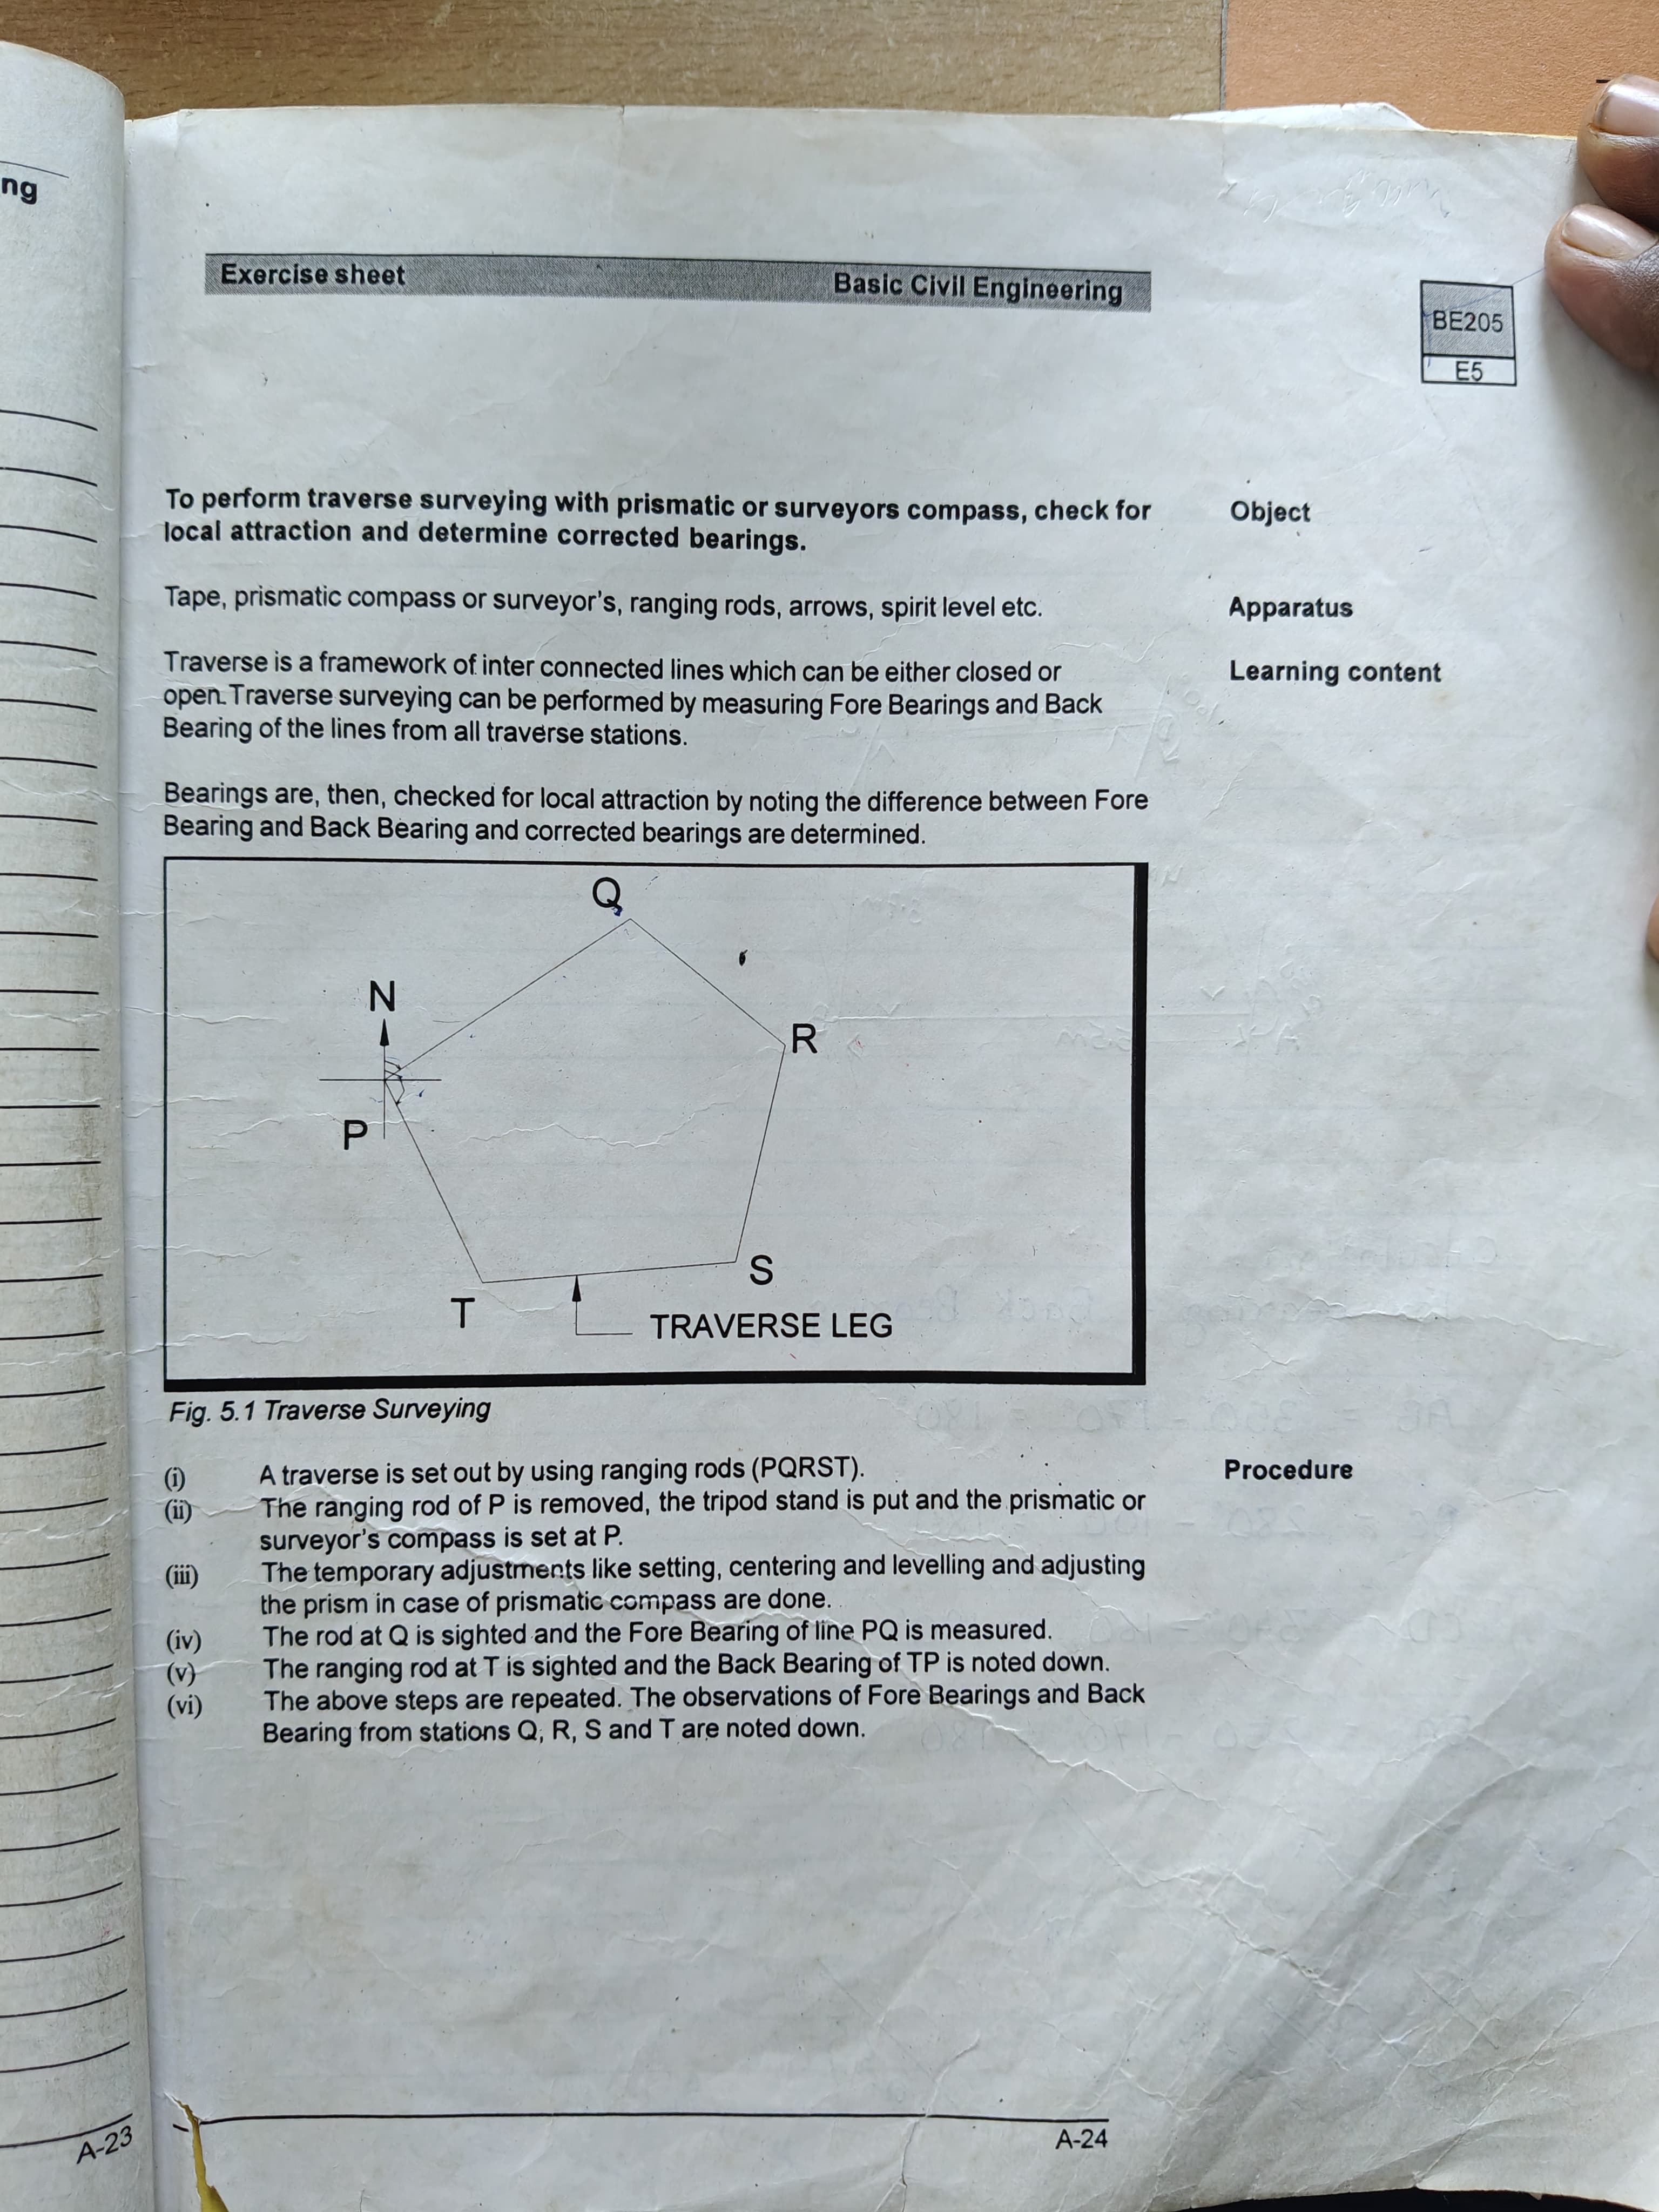 ng
Exercise sheet Basic Civil Engineering
BE205
E5
To perform traverse surveying with prismatic or surveyors compass, check for
local attraction and determine corrected bearings.
Object
Tape, prismatic compass or surveyor's, ranging rods, arrows, spirit level etc.
Apparatus
Traverse is a framework of inter connected lines which can be either closed or
open. Traverse surveying can be performed by measuring Fore Bearings and Back
Bearing of the lines from all traverse stations.
Learning content
Bearings are, then, checked for local attraction by noting the difference between Fore
Bearing and Back Bearing and corrected bearings are determined.
Q
N
R
P
S
T
TRAVERSE LEG
Fig. 5.1 Traverse Surveying
Procedure
(i) A traverse is set out by using ranging rods (PQRST).
(ii) The ranging rod of P is removed, the tripod stand is put and the prismatic or
surveyor's compass is set at P.
(iii) The temporary adjustments like setting, centering and levelling and adjusting
the prism in case of prismatic compass are done.
(iv) The rod at Q is sighted and the Fore Bearing of line PQ is measured.
(v) The ranging rod at T is sighted and the Back Bearing of TP is noted down.
(vi) The above steps are repeated. The observations of Fore Bearings and Back
Bearing from stations Q, R, S and T are noted down.
A-23
A-24